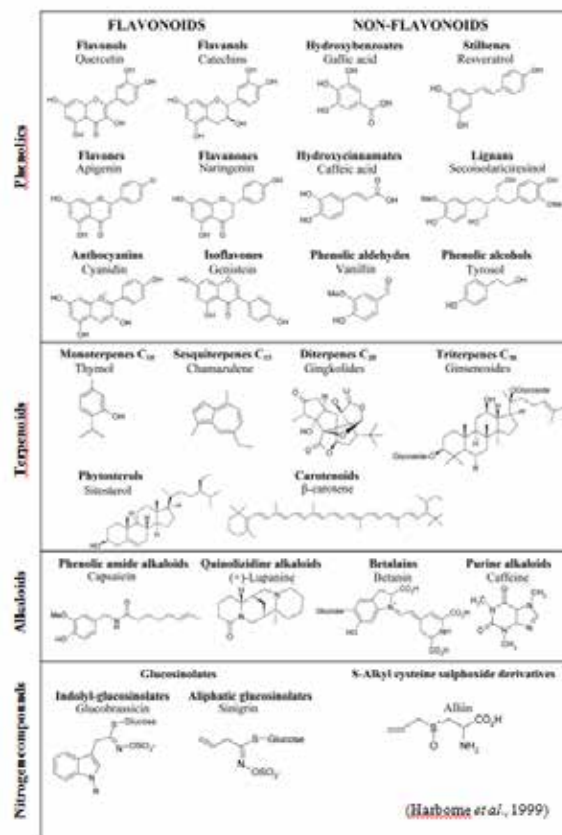 FLAVONOIDS NON-FLAVONOIDS
Phenolics
Flavonols Flavanols Hydroxybenzoates Stilbenes
Quercetin Catechins Gallic acid Resveratrol
Flavones Flavanones Hydroxycinnamates Lignans
Apigenin Naringenin Caffeic acid Secoisolariciresinol
Anthocyanins Isoflavones Phenolic aldehydes Phenolic alcohols
Cyanidin Genistein Vanillin Tyrosol
Terpenoids
Monoterpenes C₁₀ Sesquiterpenes C₁₅ Diterpenes C₂₀ Triterpenes C₃₀
Thymol Chamazulene Gingkolides Ginsenosides
Phytosterols Carotenoids
Sitosterol β-carotene
Alkaloids
Phenolic amide alkaloids Quinolizidine alkaloids Betalains Purine alkaloids
Capsaicin (+)-Lupanine Betanin Caffeine
Nitrogen compounds
Glucosinolates S-Alkyl cysteine sulphoxide derivatives
Indolyl-glucosinolates Aliphatic glucosinolates
Glucobrassicin Sinigrin Alliin
S-Glucose S-Glucose CO₂H
NH₂
(Harborne et al., 1999)